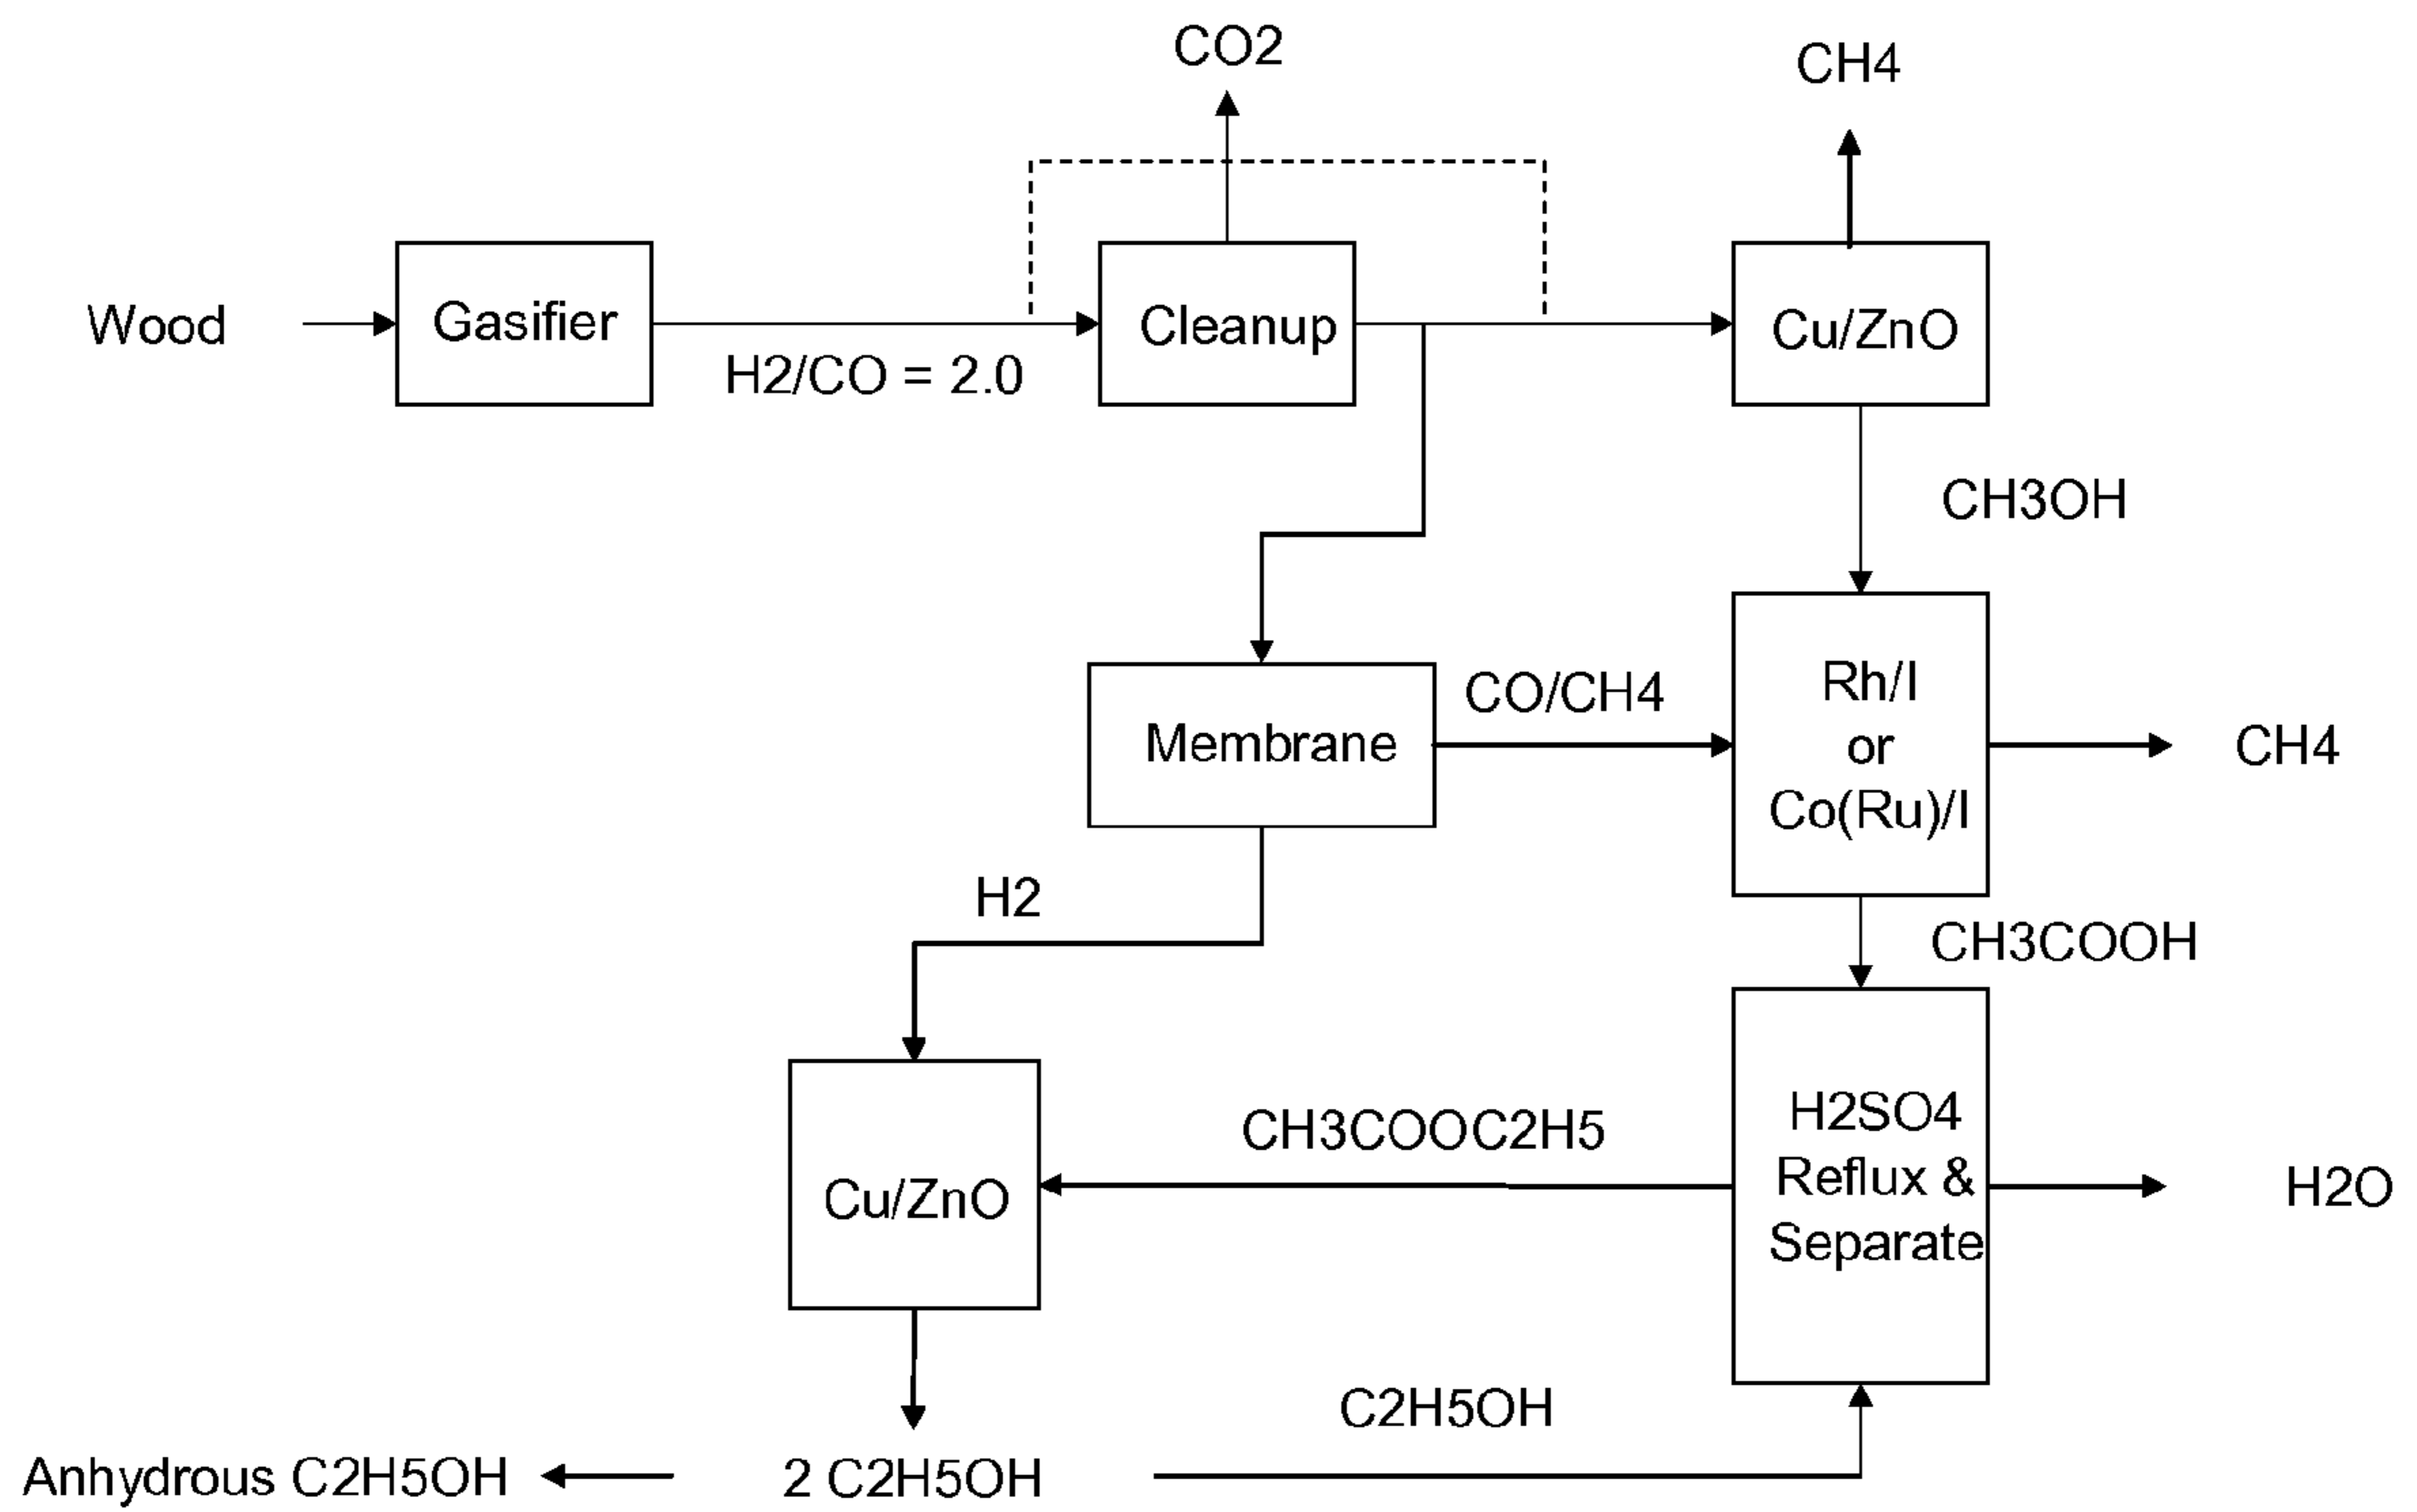 CO2
CH4
Wood
Gasifier
H2/CO = 2.0
Cleanup
Cu/ZnO
CH3OH
Membrane
CO/CH4
Rh/I
or
Co(Ru)/I
CH4
H2
CH3COOH
Cu/ZnO
CH3COOC2H5
H2SO4
Reflux &
Separate
H2O
C2H5OH
Anhydrous C2H5OH
2 C2H5OH